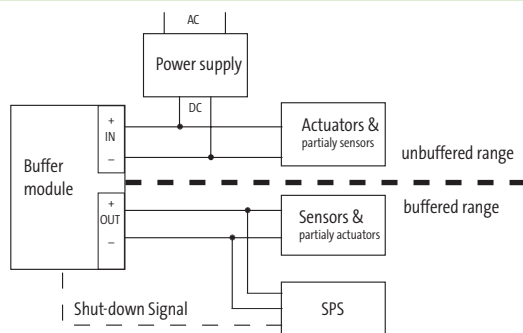 AC
Power supply
DC
+
IN
–
Actuators &
partialy sensors
unbuffered range
Buffer
module
+
OUT
–
Sensors &
partialy actuators
buffered range
Shut-down Signal
SPS